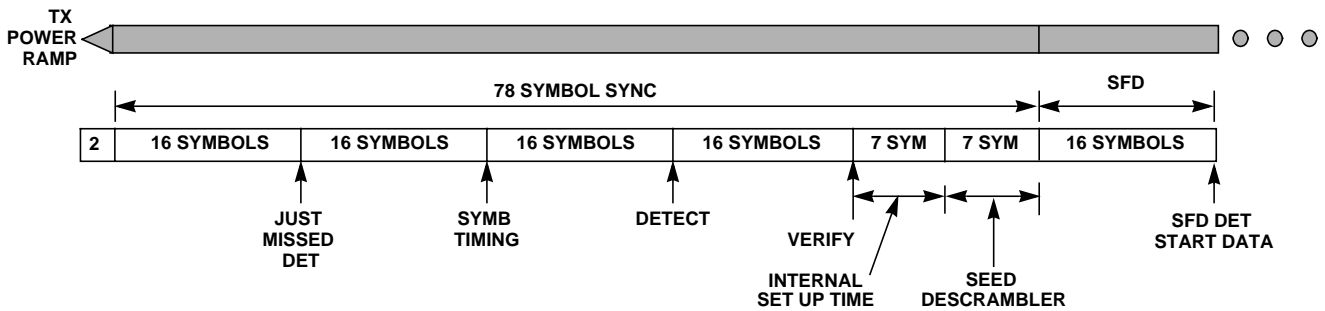 TX
POWER
RAMP
78 SYMBOL SYNC
SFD
2
16 SYMBOLS
16 SYMBOLS
16 SYMBOLS
16 SYMBOLS
7 SYM
7 SYM
16 SYMBOLS
JUST
MISSED
DET
SYMB
TIMING
DETECT
VERIFY
INTERNAL
SET UP TIME
SEED
DESCRAMBLER
SFD DET
START DATA